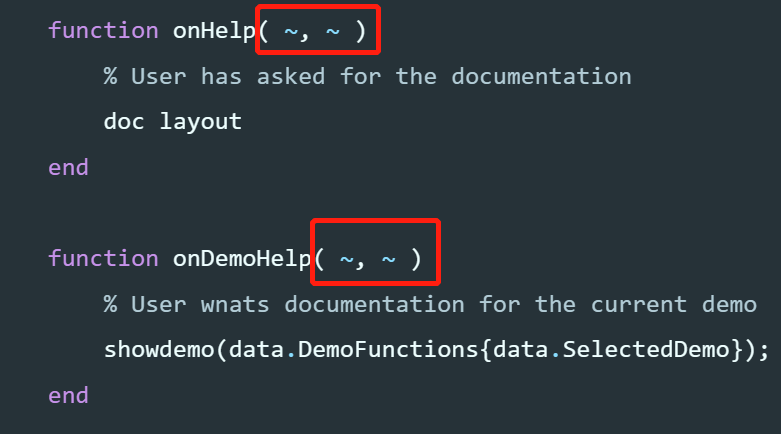 function onHelp( ~, ~ )
% User has asked for the documentation
doc layout
end
function onDemoHelp( ~, ~ )
% User wnats documentation for the current demo
showdemo(data.DemoFunctions{data.SelectedDemo});
end